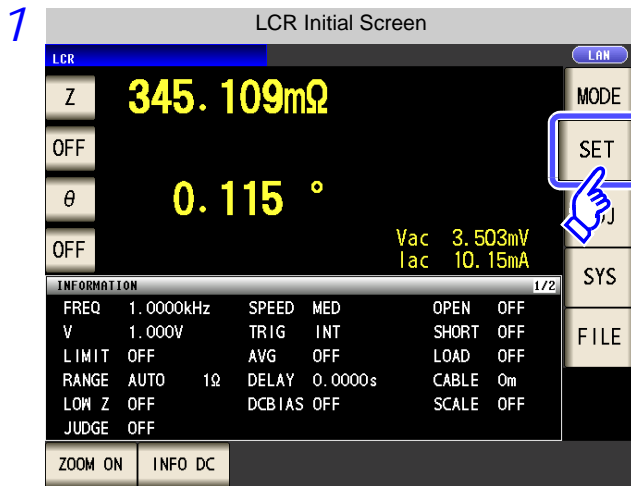 1
LCR Initial Screen
LCR
LAN
Z 345.109mΩ
MODE
OFF
SET
θ 0.115 °
OFF
Vac 3.503mV
Iac 10.15mA
SYS
INFORMATION 1/2
FREQ 1.0000kHz SPEED MED OPEN OFF
V 1.000V TRIG INT SHORT OFF
FILE
LIMIT OFF AVG OFF LOAD OFF
RANGE AUTO 1Ω DELAY 0.0000s CABLE 0m
LOW Z OFF DCBIAS OFF SCALE OFF
JUDGE OFF
ZOOM ON INFO DC